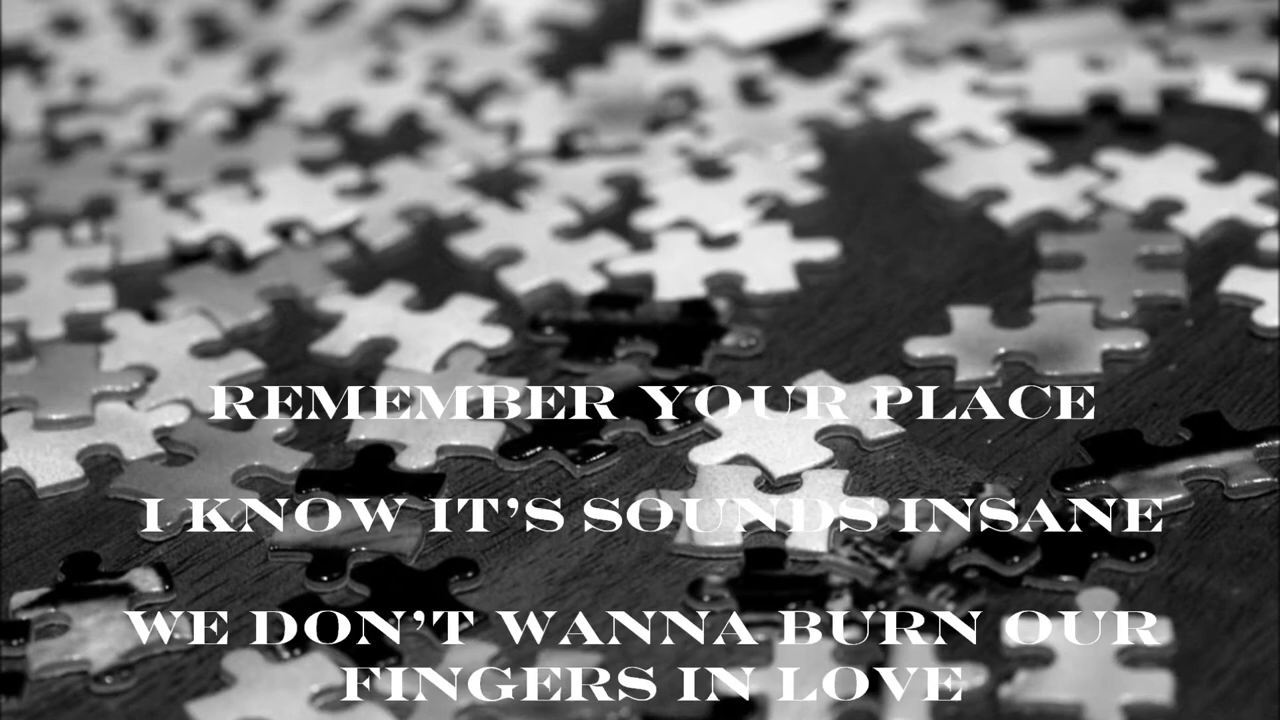 REMEMBER YOUR PLACE
I KNOW IT'S SOUNDS INSANE
WE DON'T WANNA BURN OUR
FINGERS IN LOVE